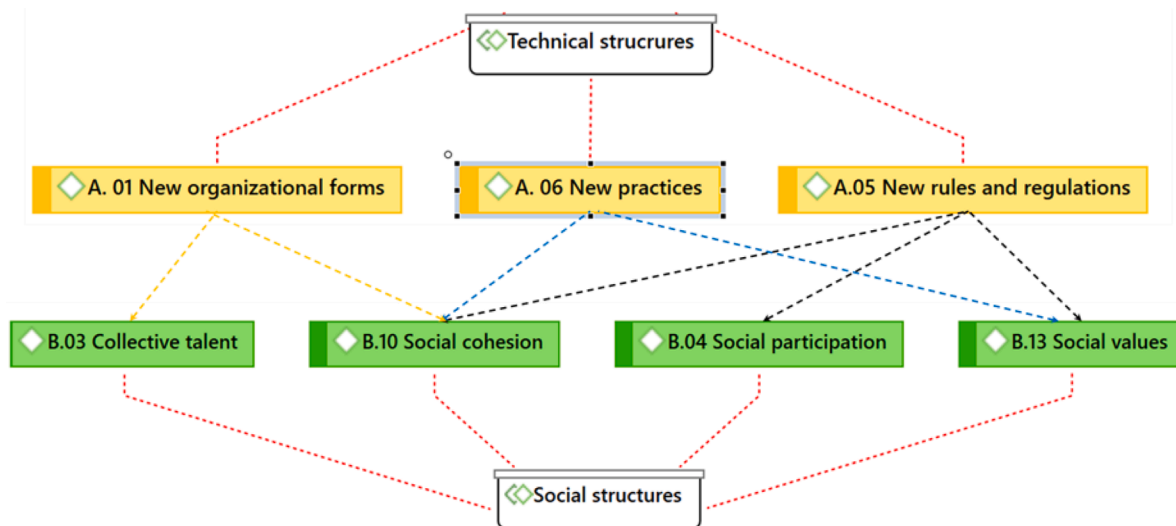 Technical strucrures
A. 01 New organizational forms
A. 06 New practices
A.05 New rules and regulations
B.03 Collective talent
B.10 Social cohesion
B.04 Social participation
B.13 Social values
Social structures